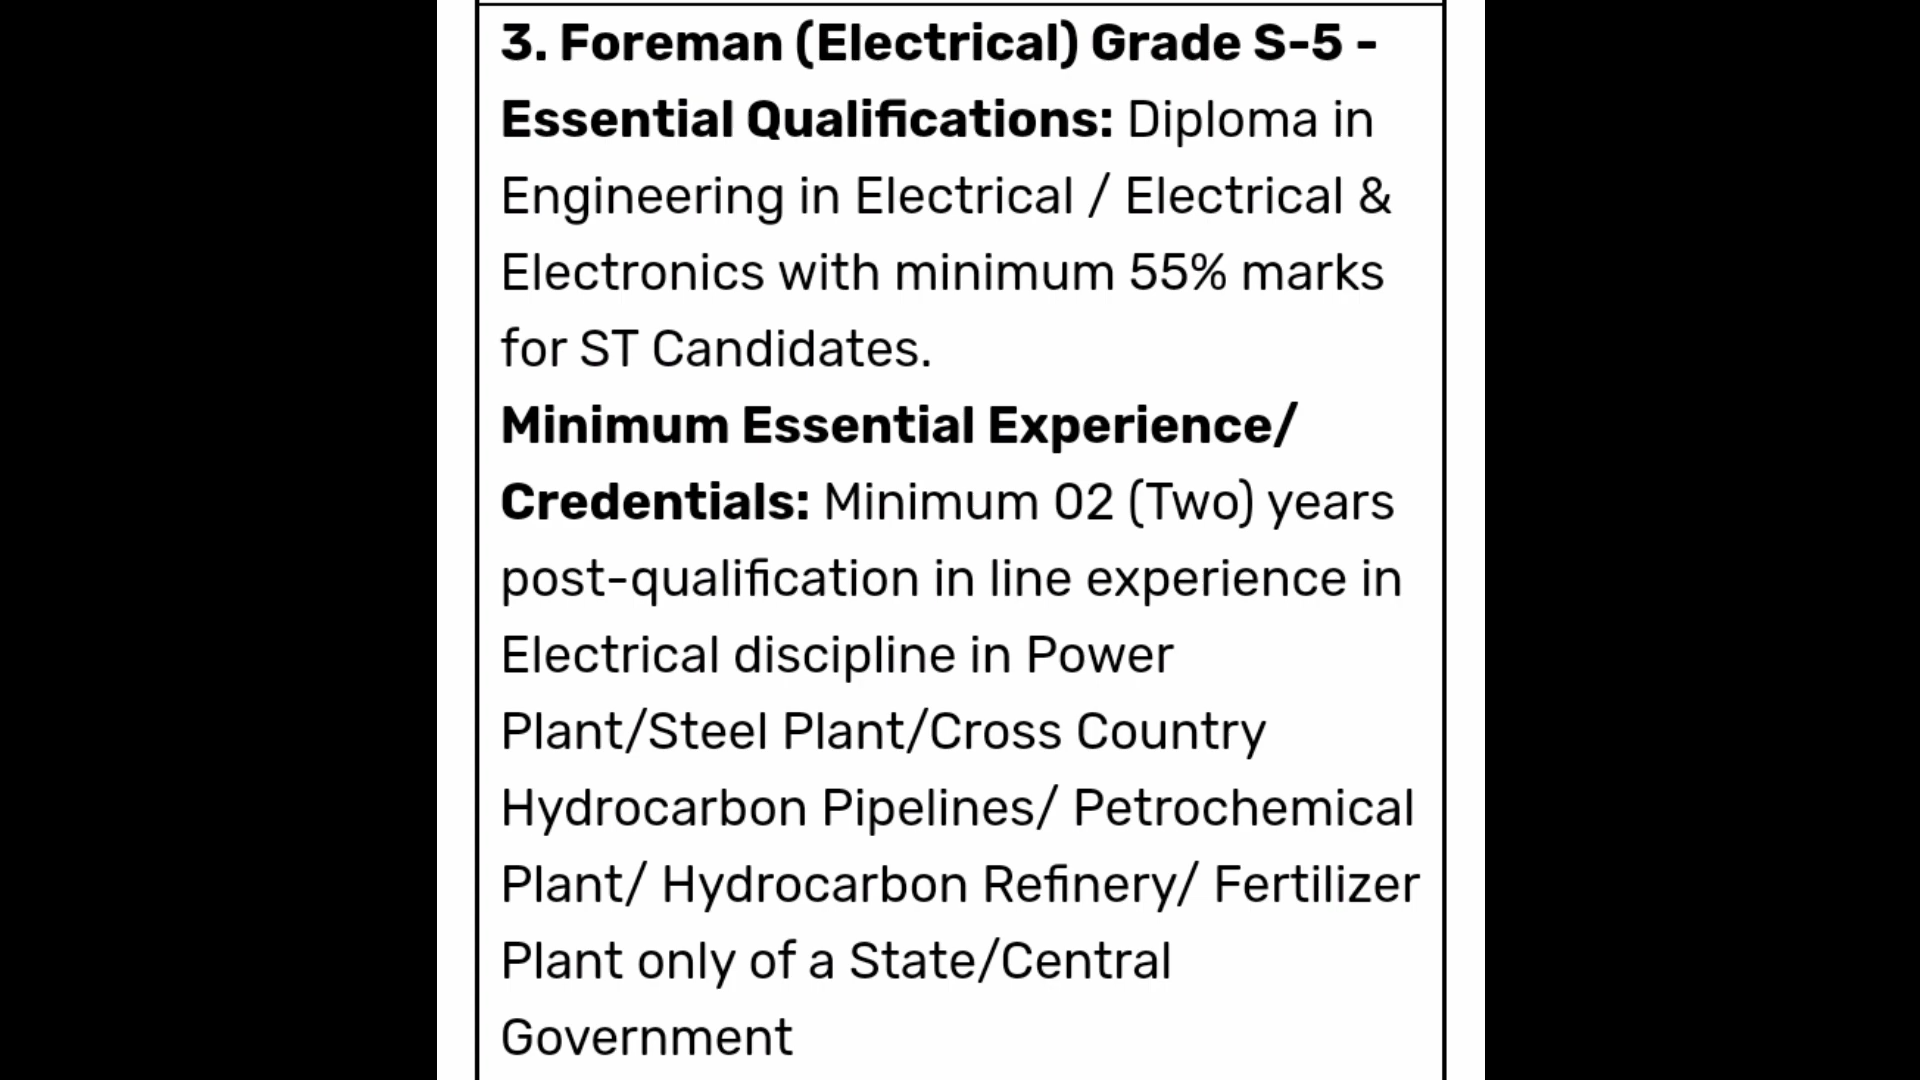 3. Foreman (Electrical) Grade S-5 -
Essential Qualifications: Diploma in
Engineering in Electrical / Electrical &
Electronics with minimum 55% marks
for ST Candidates.
Minimum Essential Experience/
Credentials: Minimum 02 (Two) years
post-qualification in line experience in
Electrical discipline in Power
Plant/Steel Plant/Cross Country
Hydrocarbon Pipelines/ Petrochemical
Plant/ Hydrocarbon Refinery/ Fertilizer
Plant only of a State/Central
Government